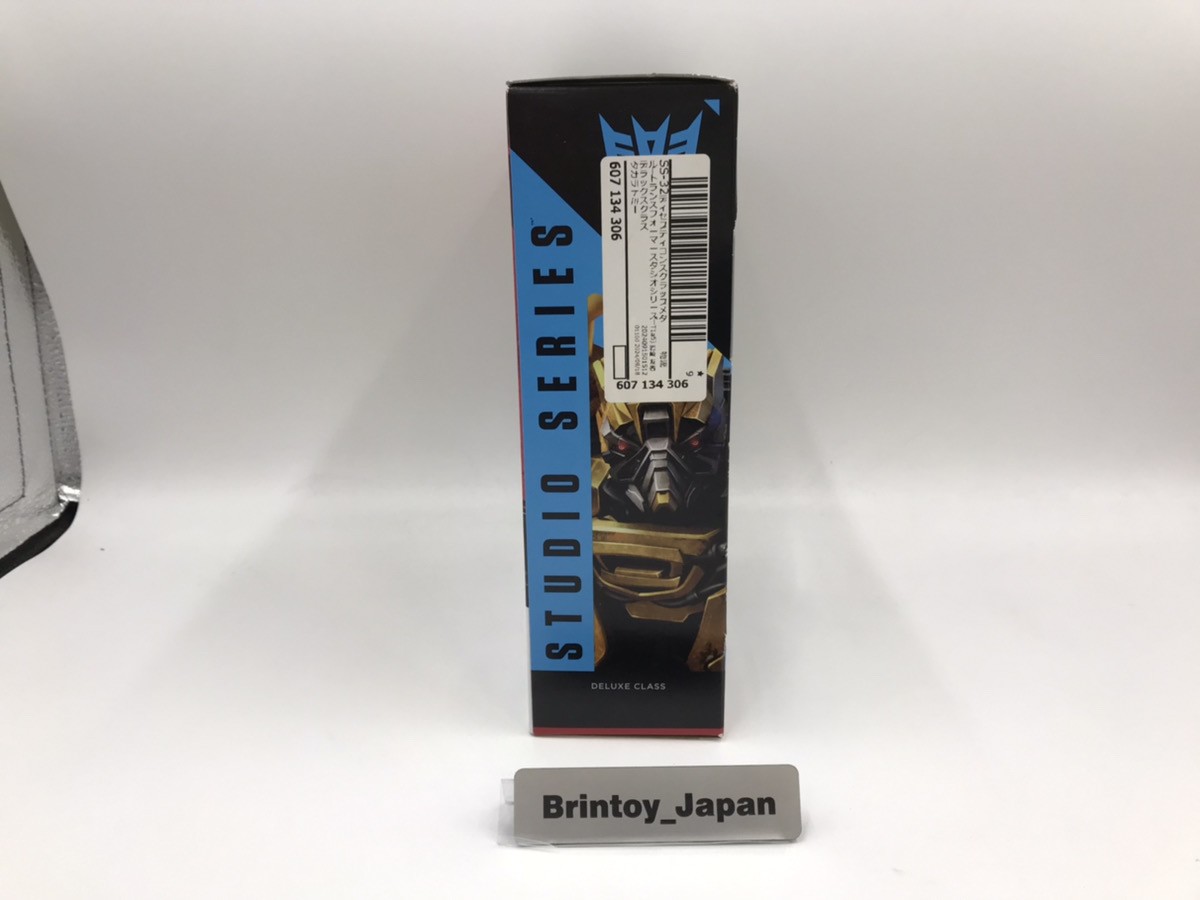 STUDIO SERIES
SS-32ディセプティコンスクラップメタ
ルートランスフォーマースタジオシリーズ
デラックスクラス
タカラトミー
607 134 306
★
9
607 134 306
DELUXE CLASS
Brintoy_Japan